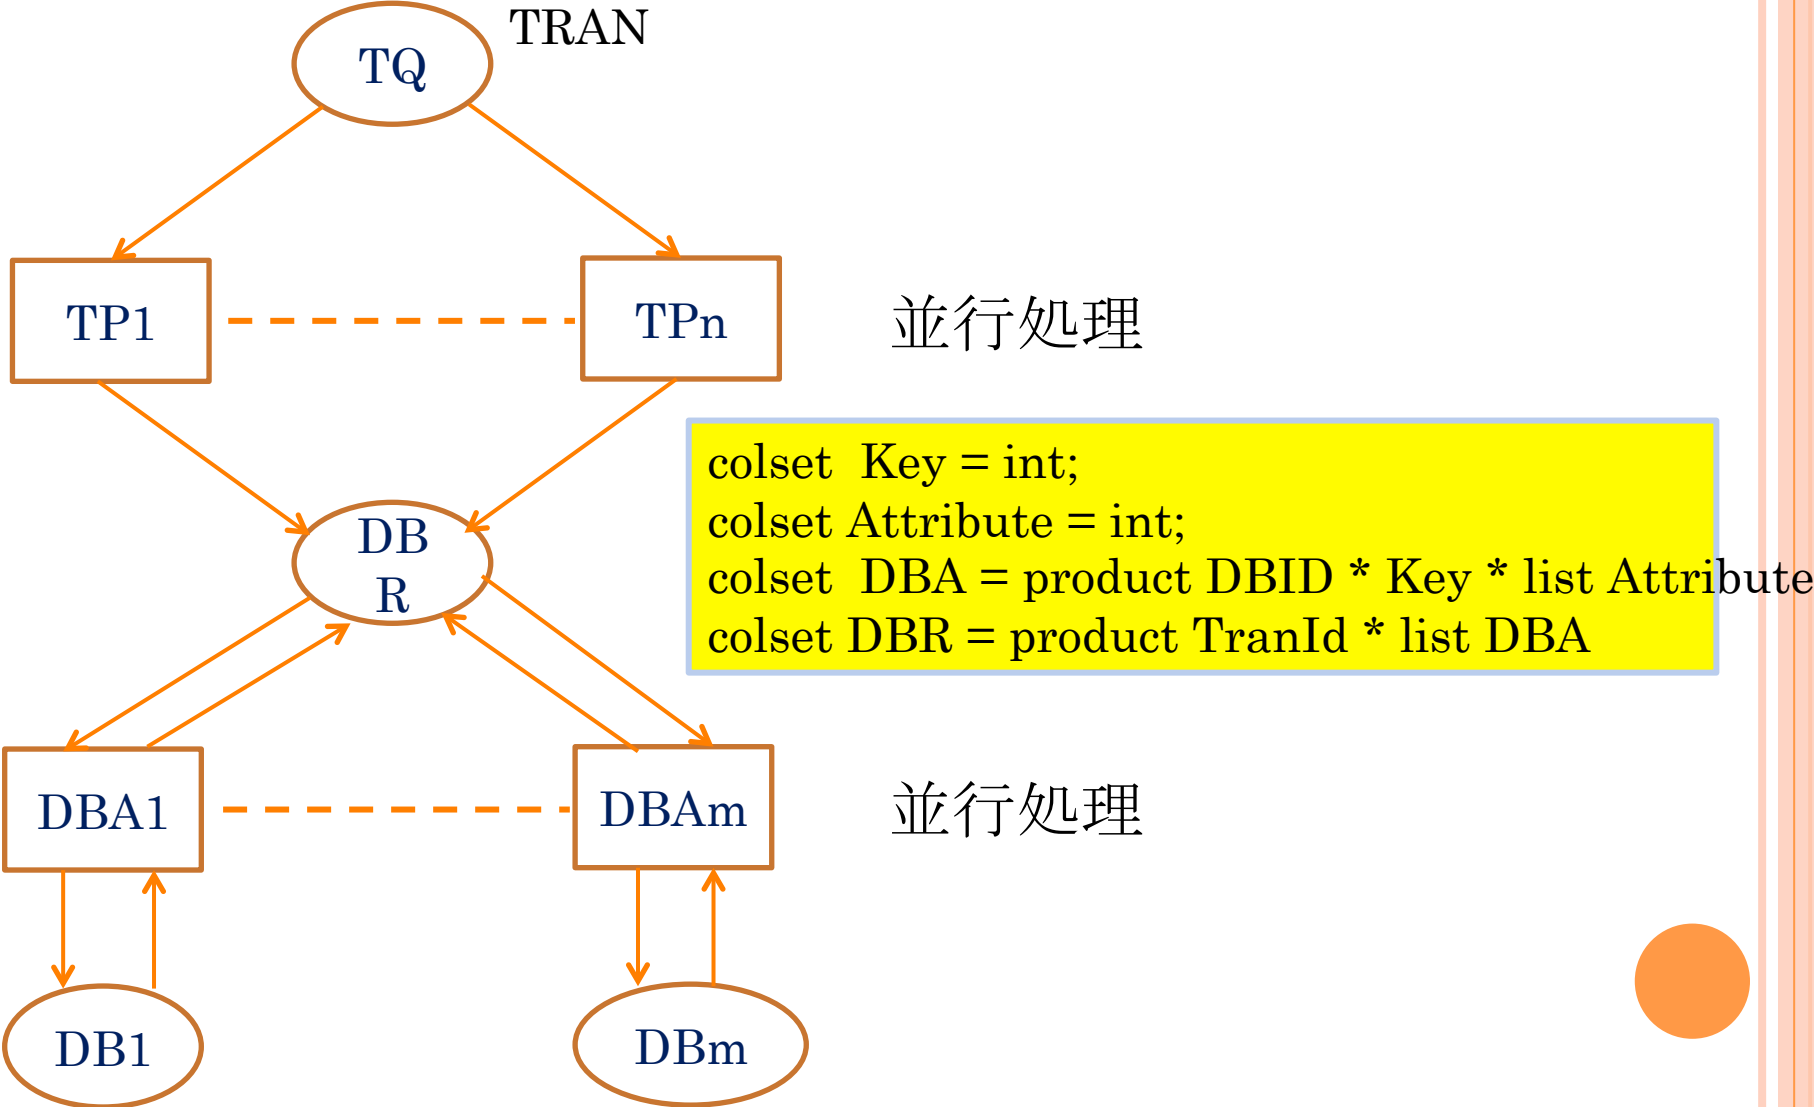 TRAN
TQ
TP1
TPn
並行処理
colset  Key = int;
colset Attribute = int;
colset  DBA = product DBID * Key * list Attribute
colset DBR = product TranId * list DBA
DB
R
DBA1
DBAm
並行処理
DB1
DBm